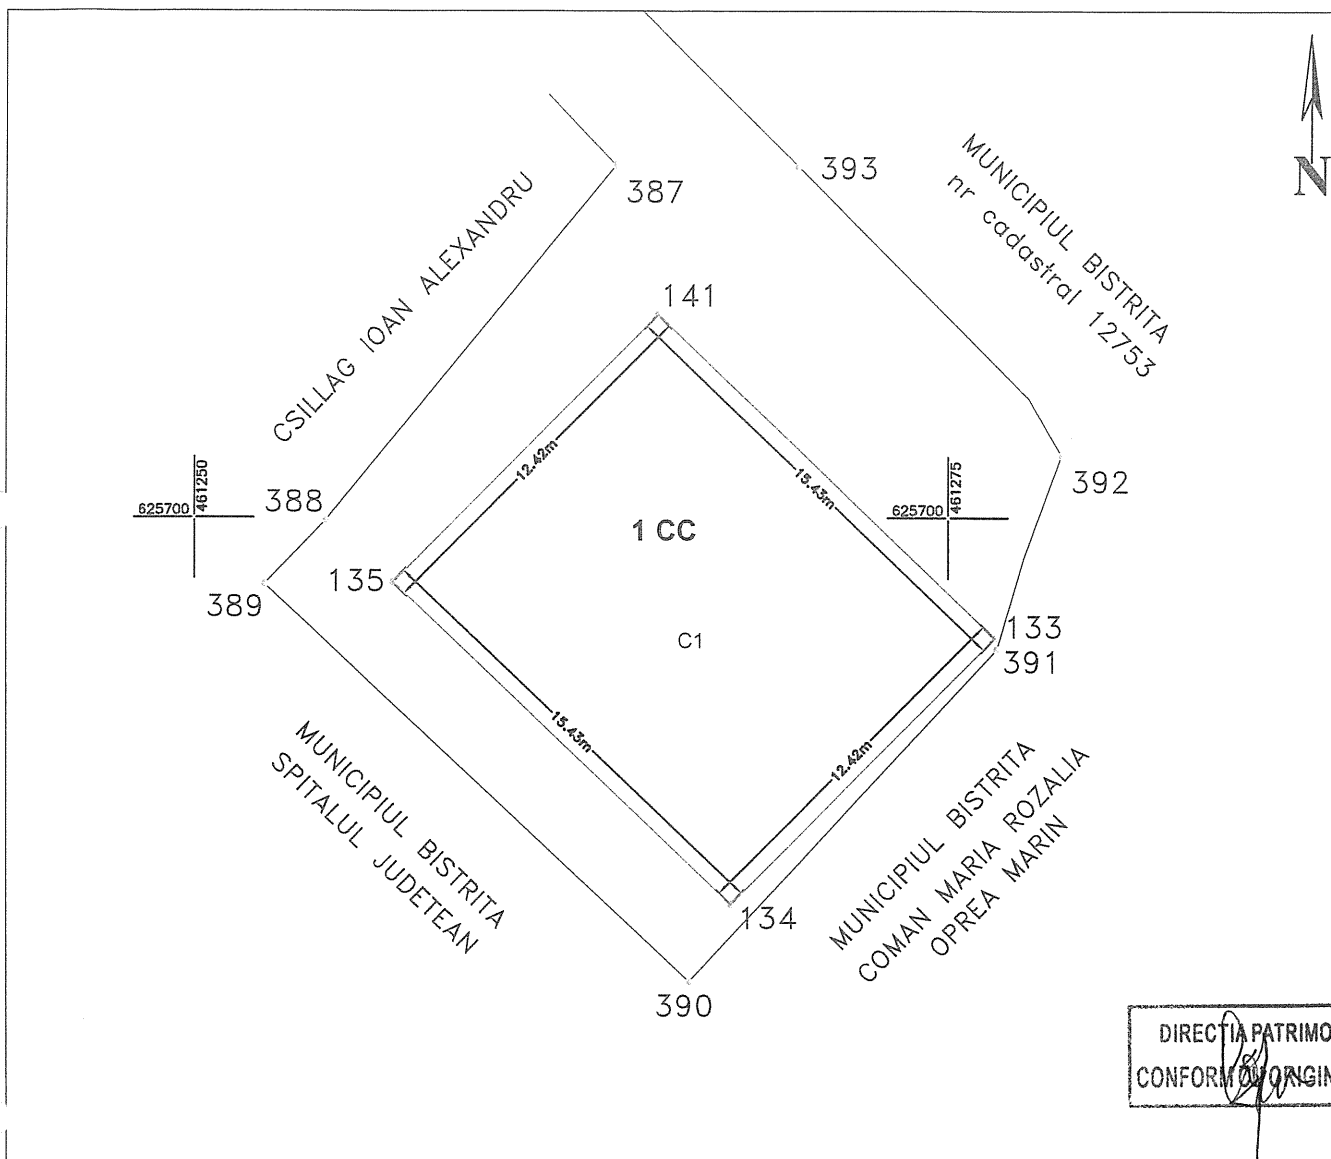 393
387
MUNICIPIUL BISTRITA
nr cadastral 12753
N
CSILLAG IOAN ALEXANDRU
141
12.42m
15.43m
392
461250
625700
388
461275
625700
1 CC
135
389
C1
133
391
15.43m
12.42m
MUNICIPIUL BISTRITA
SPITALUL JUDETEAN
MUNICIPIUL BISTRITA
COMAN MARIA ROZALIA
OPREA MARIN
134
390
DIRECTIA PATRIMO
CONFORM CU ORIGIN